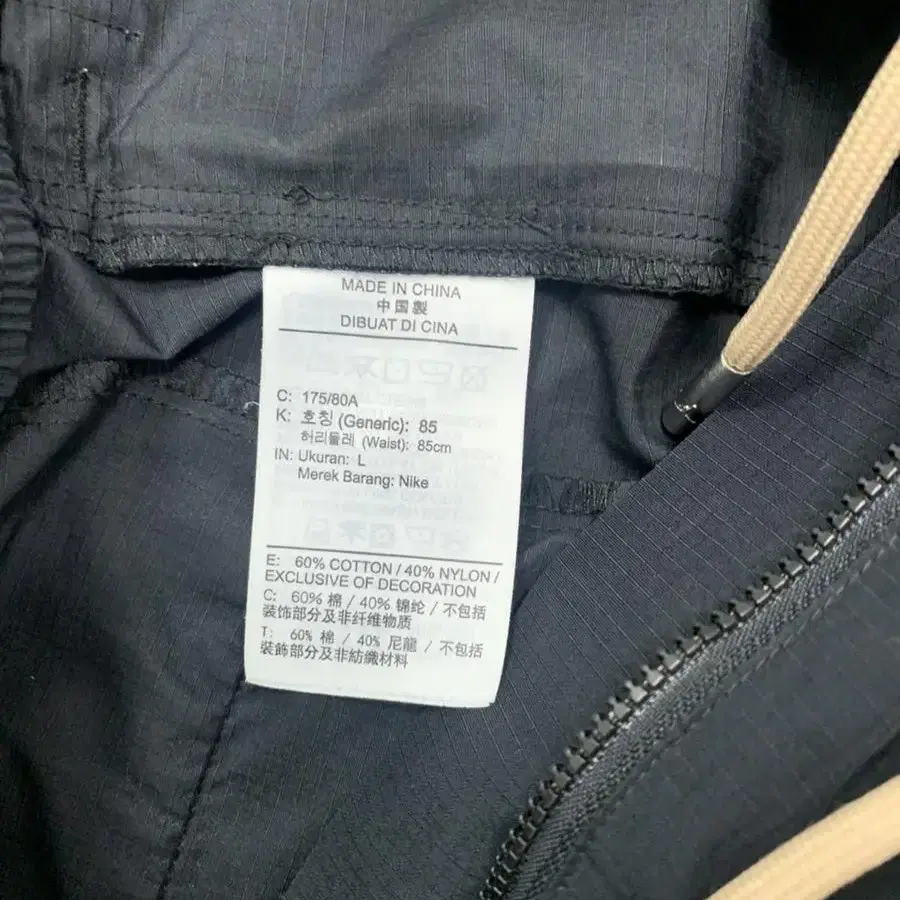 MADE IN CHINA
中国製
DIBUAT DI CINA
C: 175/80A
K: 호칭 (Generic): 85
허리둘레 (Waist): 85cm
IN: Ukuran: L
Merek Barang: Nike
E: 60% COTTON / 40% NYLON /
EXCLUSIVE OF DECORATION
C: 60% 棉 / 40% 锦纶 / 不包括
装饰部分及非纤维物质
T: 60% 棉 / 40% 尼龍 / 不包括
裝飾部分及非紡織材料